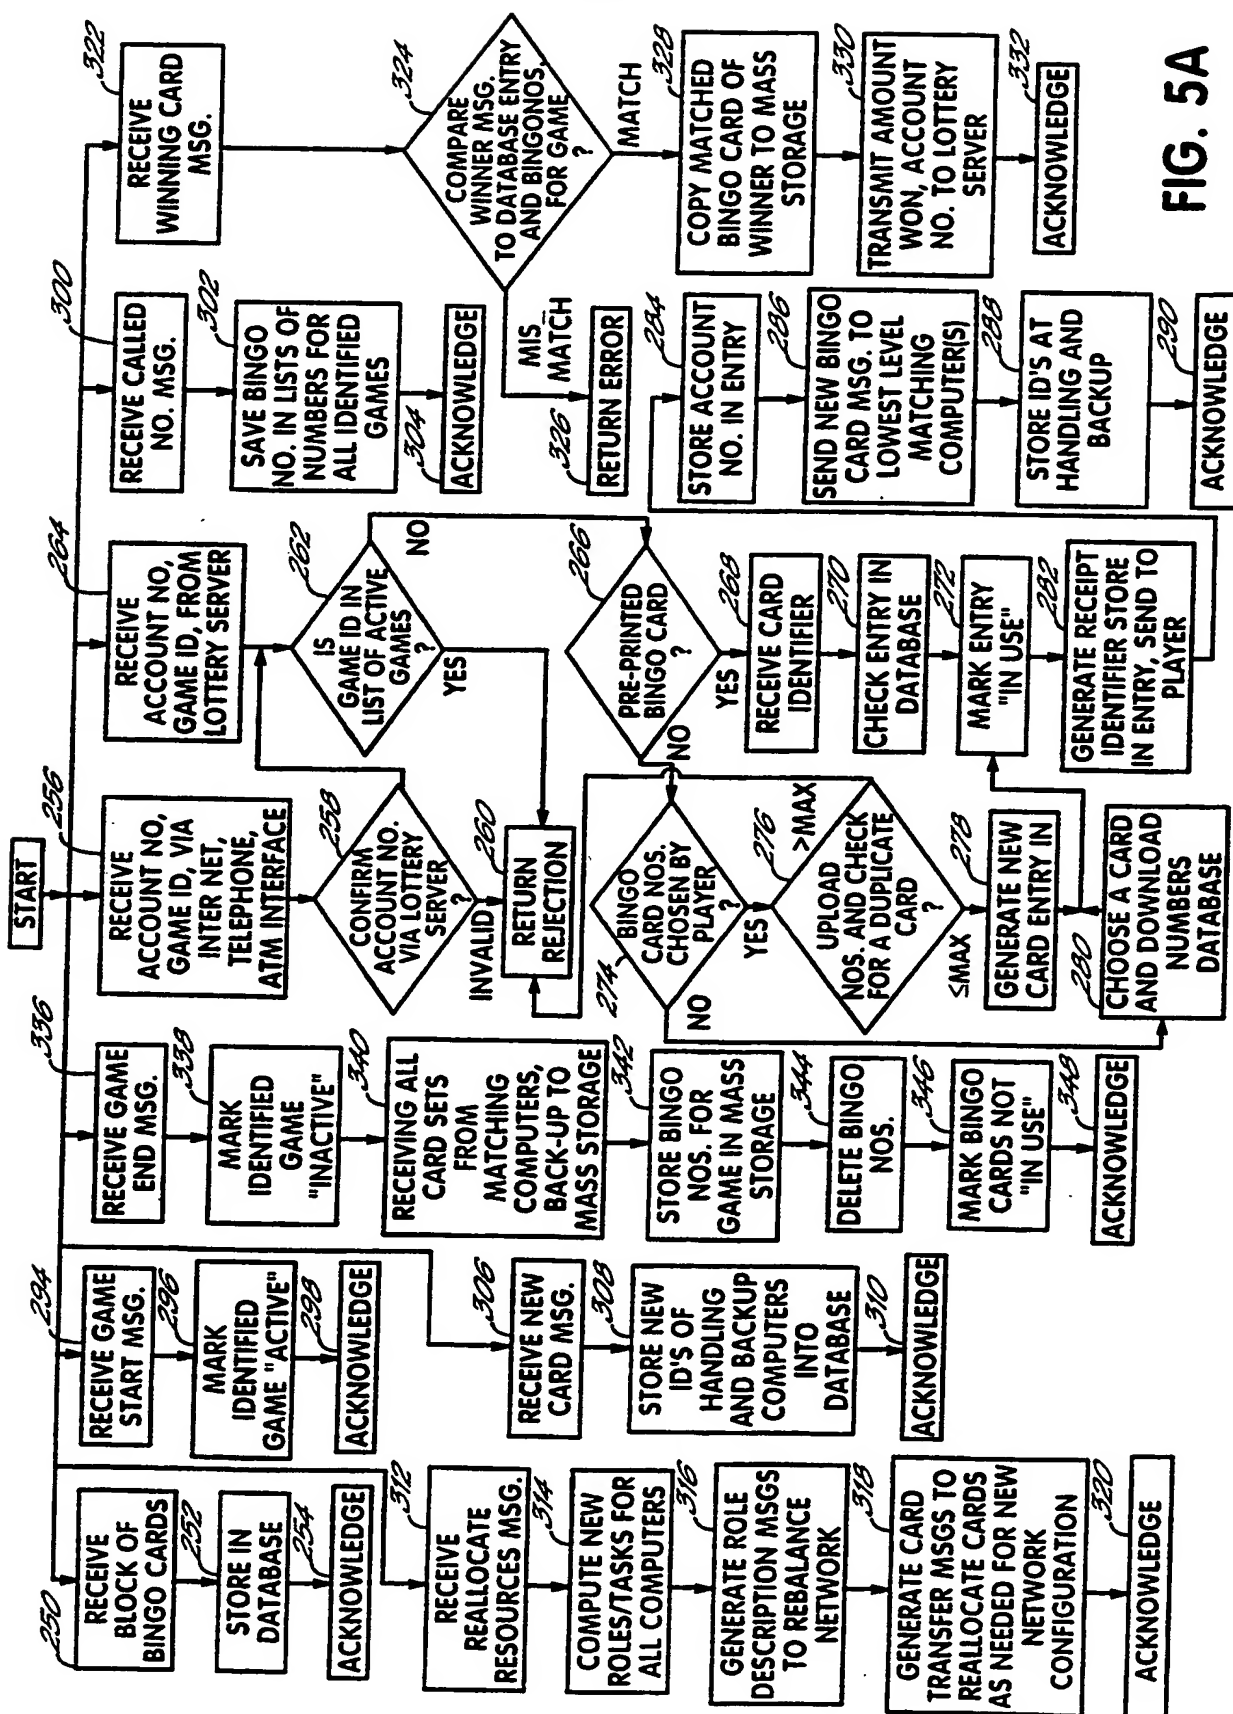 START
250
RECEIVE
BLOCK OF
BINGO CARDS
252
STORE IN
DATABASE
254
ACKNOWLEDGE
294
RECEIVE GAME
START MSG.
296
MARK
IDENTIFIED
GAME "ACTIVE"
298
ACKNOWLEDGE
312
RECEIVE
REALLOCATE
RESOURCES MSG.
314
COMPUTE NEW
ROLES/TASKS FOR
ALL COMPUTERS
316
GENERATE ROLE
DESCRIPTION MSGS
TO REBALANCE
NETWORK
318
GENERATE CARD
TRANSFER MSGS TO
REALLOCATE CARDS
AS NEEDED FOR NEW
NETWORK
CONFIGURATION
320
ACKNOWLEDGE
306
RECEIVE NEW
CARD MSG.
308
STORE NEW
ID'S OF
HANDLING
AND BACKUP
COMPUTERS
INTO
DATABASE
310
ACKNOWLEDGE
336
RECEIVE GAME
END MSG.
338
MARK
IDENTIFIED
GAME
"INACTIVE"
340
RECEIVING ALL
CARD SETS
FROM
MATCHING
COMPUTERS,
BACK-UP TO
MASS STORAGE
342
STORE BINGO
NOS. FOR
GAME IN MASS
STORAGE
344
DELETE BINGO
NOS.
346
MARK BINGO
CARDS NOT
"IN USE"
348
ACKNOWLEDGE
256
RECEIVE
ACCOUNT NO,
GAME ID, VIA
INTER NET,
TELEPHONE,
ATM INTERFACE
258
CONFIRM
ACCOUNT NO.
VIA LOTTERY
SERVER
?
INVALID
260
RETURN
REJECTION
264
RECEIVE
ACCOUNT NO,
GAME ID, FROM
LOTTERY SERVER
262
IS
GAME ID IN
LIST OF ACTIVE
GAMES
?
NO
YES
266
PRE-PRINTED
BINGO CARD
?
NO
YES
268
RECEIVE CARD
IDENTIFIER
270
CHECK ENTRY IN
DATABASE
272
MARK ENTRY
"IN USE"
282
GENERATE RECEIPT
IDENTIFIER STORE
IN ENTRY, SEND TO
PLAYER
274
BINGO
CARD NOS.
CHOSEN BY
PLAYER
?
NO
YES
276
UPLOAD
NOS. AND CHECK
FOR A DUPLICATE
CARD
?
>MAX
≤MAX
278
GENERATE NEW
CARD ENTRY IN
280
CHOOSE A CARD
AND DOWNLOAD
NUMBERS
DATABASE
300
RECEIVE CALLED
NO. MSG.
302
SAVE BINGO
NO. IN LISTS OF
NUMBERS FOR
ALL IDENTIFIED
GAMES
304
ACKNOWLEDGE
322
RECEIVE
WINNING CARD
MSG.
324
COMPARE
WINNER MSG.
TO DATABASE ENTRY
AND BINGONOS,
FOR GAME
?
MIS_
MATCH
MATCH
326
RETURN ERROR
328
COPY MATCHED
BINGO CARD OF
WINNER TO MASS
STORAGE
330
TRANSMIT AMOUNT
WON, ACCOUNT
NO. TO LOTTERY
SERVER
332
ACKNOWLEDGE
284
STORE ACCOUNT
NO. IN ENTRY
286
SEND NEW BINGO
CARD MSG. TO
LOWEST LEVEL
MATCHING
COMPUTER(S)
288
STORE ID'S AT
HANDLING AND
BACKUP
290
ACKNOWLEDGE
FIG. 5A